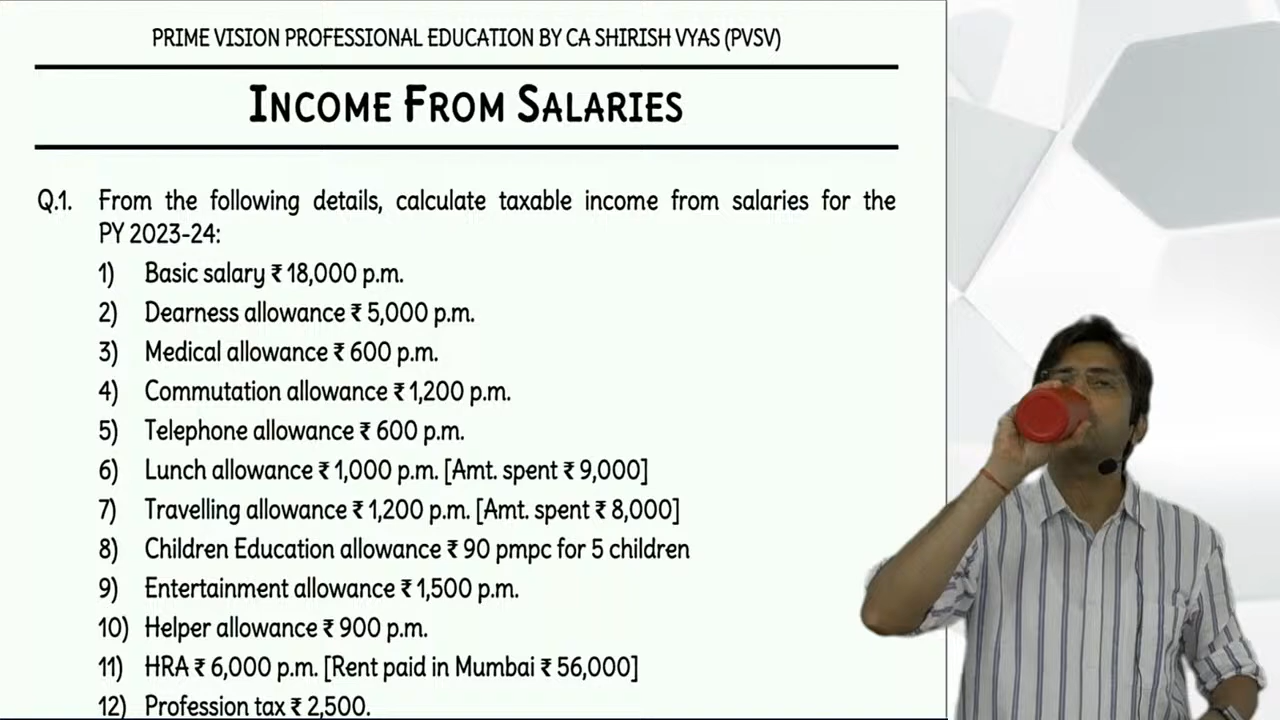 PRIME VISION PROFESSIONAL EDUCATION BY CA SHIRISH VYAS (PVSV)
INCOME FROM SALARIES
Q.1. From the following details, calculate taxable income from salaries for the
PY 2023-24:
1) Basic salary ₹ 18,000 p.m.
2) Dearness allowance ₹ 5,000 p.m.
3) Medical allowance ₹ 600 p.m.
4) Commutation allowance ₹ 1,200 p.m.
5) Telephone allowance ₹ 600 p.m.
6) Lunch allowance ₹ 1,000 p.m. [Amt. spent ₹ 9,000]
7) Travelling allowance ₹ 1,200 p.m. [Amt. spent ₹ 8,000]
8) Children Education allowance ₹ 90 pmpc for 5 children
9) Entertainment allowance ₹ 1,500 p.m.
10) Helper allowance ₹ 900 p.m.
11) HRA ₹ 6,000 p.m. [Rent paid in Mumbai ₹ 56,000]
12) Profession tax ₹ 2,500.